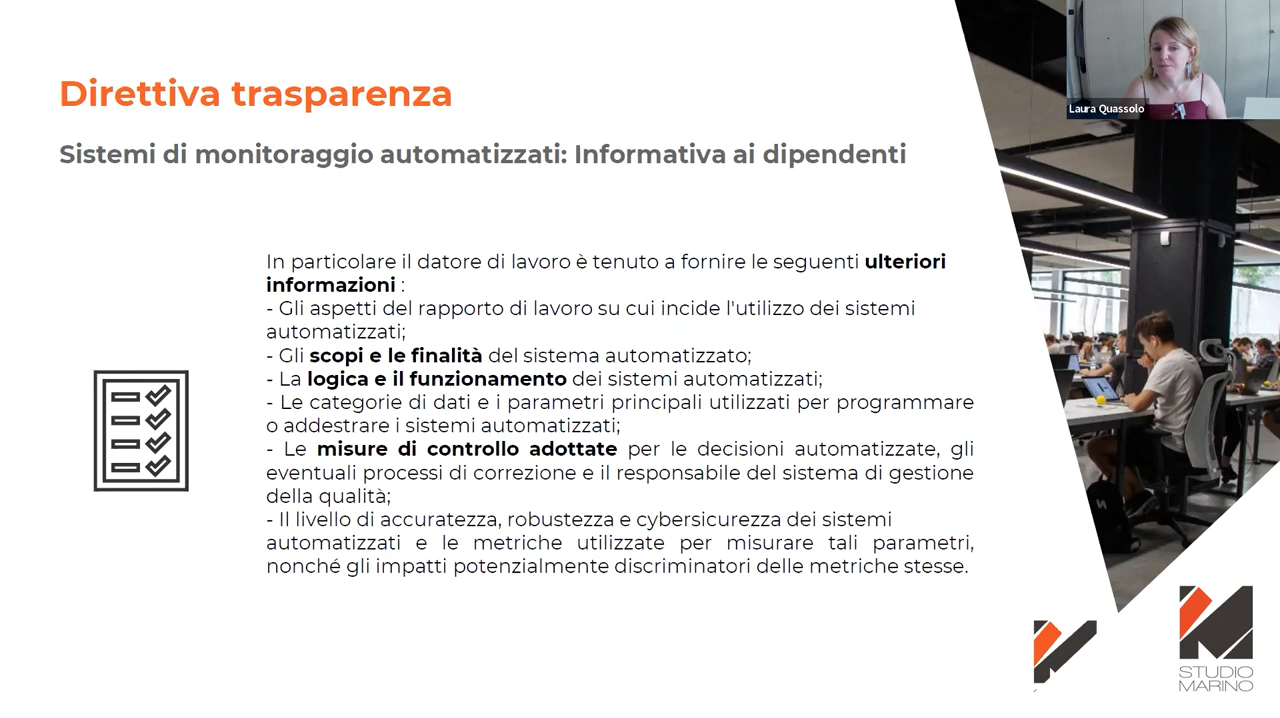 Direttiva trasparenza
Laura Quassolo
Sistemi di monitoraggio automatizzati: Informativa ai dipendenti
In particolare il datore di lavoro è tenuto a fornire le seguenti ulteriori
informazioni :
- Gli aspetti del rapporto di lavoro su cui incide l'utilizzo dei sistemi
automatizzati;
- Gli scopi e le finalità del sistema automatizzato;
- La logica e il funzionamento dei sistemi automatizzati;
- Le categorie di dati e i parametri principali utilizzati per programmare
o addestrare i sistemi automatizzati;
- Le misure di controllo adottate per le decisioni automatizzate, gli
eventuali processi di correzione e il responsabile del sistema di gestione
della qualità;
- Il livello di accuratezza, robustezza e cybersicurezza dei sistemi
automatizzati e le metriche utilizzate per misurare tali parametri,
nonché gli impatti potenzialmente discriminatori delle metriche stesse.
STUDIO
MARINO